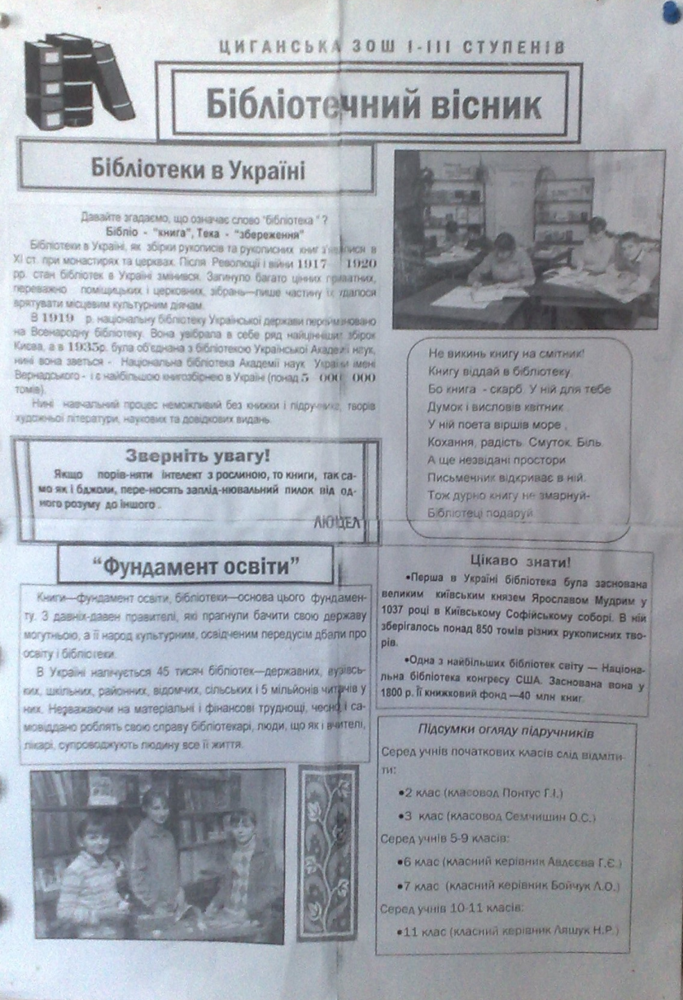 ЦИГАНСЬКА ЗОШ І-ІІІ СТУПЕНІВ
Бібліотечний вісник
Бібліотеки в Україні
Давайте згадаємо, що означає слово "бібліотека " ?
Бібліо - "книга", Тека - "збереження"
Бібліотеки в Україні, як збірки рукописів та рукописних книг з'явилися в
XI ст. при монастирях та церквах. Після Революції і війни 1917 1920
рр. стан бібліотек в Україні змінився. Загинуло багато цінних приватних,
переважно поміщицьких і церковних, зібрань—лише частину їх удалося
врятувати місцевим культурним діячам.
В 1919 р. національну бібліотеку Української держави перейменовано
на Всенародну бібліотеку. Вона увібрала в себе ряд найцінніших збірок
Києва, а в 1935р. була об'єднана з бібліотекою Української Академії наук,
нині вона зветься - Національна бібліотека Академії наук України імені
Вернадського - і є найбільшою книгозбірнею в Україні (понад 5 000 000
томів).
Нині навчальний процес неможливий без книжки і підручника, творів
художньої літератури, наукових та довідкових видань.
Не викинь книгу на смітник!
Книгу віддай в бібліотеку.
Бо книга - скарб. У ній для тебе
Думок і висловів квітник.
У ній поета віршів море ,
Кохання, радість. Смуток. Біль.
А ще незвідані простори
Письменник відкриває в ній.
Тож дурно книгу не змарнуй-
Бібліотеці подаруй.
Зверніть увагу!
Якщо порів-няти інтелект з рослиною, то книги, так са-
мо як і бджоли, пере-носять заплід-нювальний пилок від од-
ного розуму до іншого .
"Фундамент освіти"
Книги—фундамент освіти, бібліотеки—основа цього фундамен-
ту. З давніх-давен правителі, які прагнули бачити свою державу
могутньою, а її народ культурним, освідченим передусім дбали про
освіту і бібліотеки.
В Україні налічується 45 тисяч бібліотек—державних, вузівсь-
ких, шкільних, районних, відомчих, сільських і 5 мільйонів читачів у
них. Незважаючи на матеріальні і фінансові труднощі, чесно і са-
мовіддано роблять свою справу бібліотекарі, люди, що як і вчителі,
лікарі, супроводжують людину все її життя.
Цікаво знати!
•Перша в Україні бібліотека була заснована
великим київським князем Ярославом Мудрим у
1037 році в Київському Софійському соборі. В ній
зберігалось понад 850 томів різних рукописних тво-
рів.
•Одна з найбільших бібліотек світу — Націона-
льна бібліотека конгресу США. Заснована вона у
1800 р. Її книжковий фонд —40 млн книг.
Підсумки огляду підручників
Серед учнів початкових класів слід відміти-
ти:
•2 клас (класовод Понтус Г.І.)
•3 клас (класовод Семчишин О.С.)
Серед учнів 5-9 класів:
•6 клас (класний керівник Авдєєва Г.Є.)
•7 клас (класний керівник Бойчук Л.О.)
Серед учнів 10-11 класів:
•11 клас (класний керівник Ляшук Н.Р.)